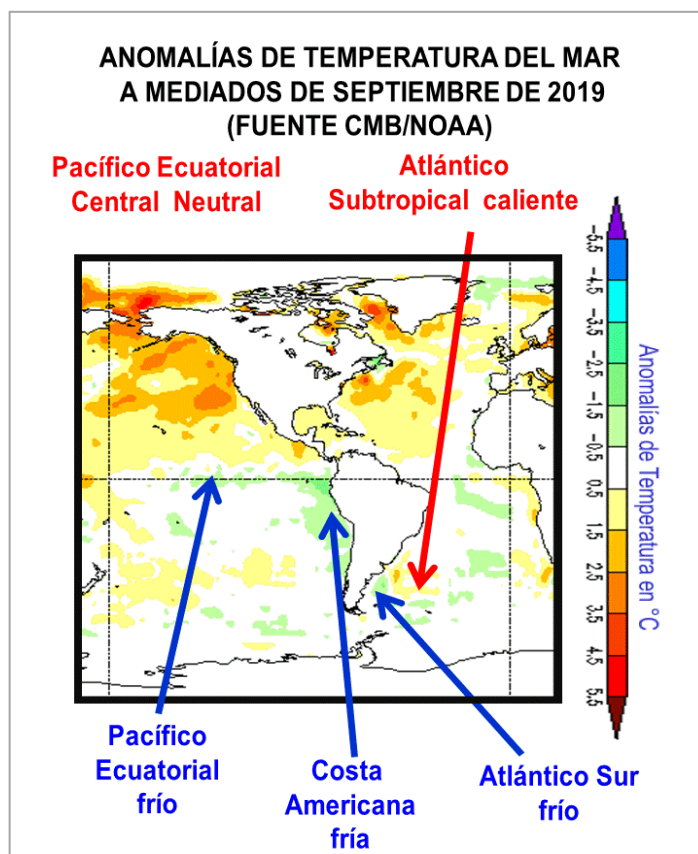 ANOMALÍAS DE TEMPERATURA DEL MAR
A MEDIADOS DE SEPTIEMBRE DE 2019
(FUENTE CMB/NOAA)
Pacífico Ecuatorial
Central Neutral
Atlántico
Subtropical caliente
-5,5
-4,5
-3,5
-2,5
-1,5
-0,5
0,5
1,5
2,5
3,5
4,5
5,5
Anomalías de Temperatura en °C
Pacífico
Ecuatorial
frío
Costa
Americana
fría
Atlántico Sur
frío